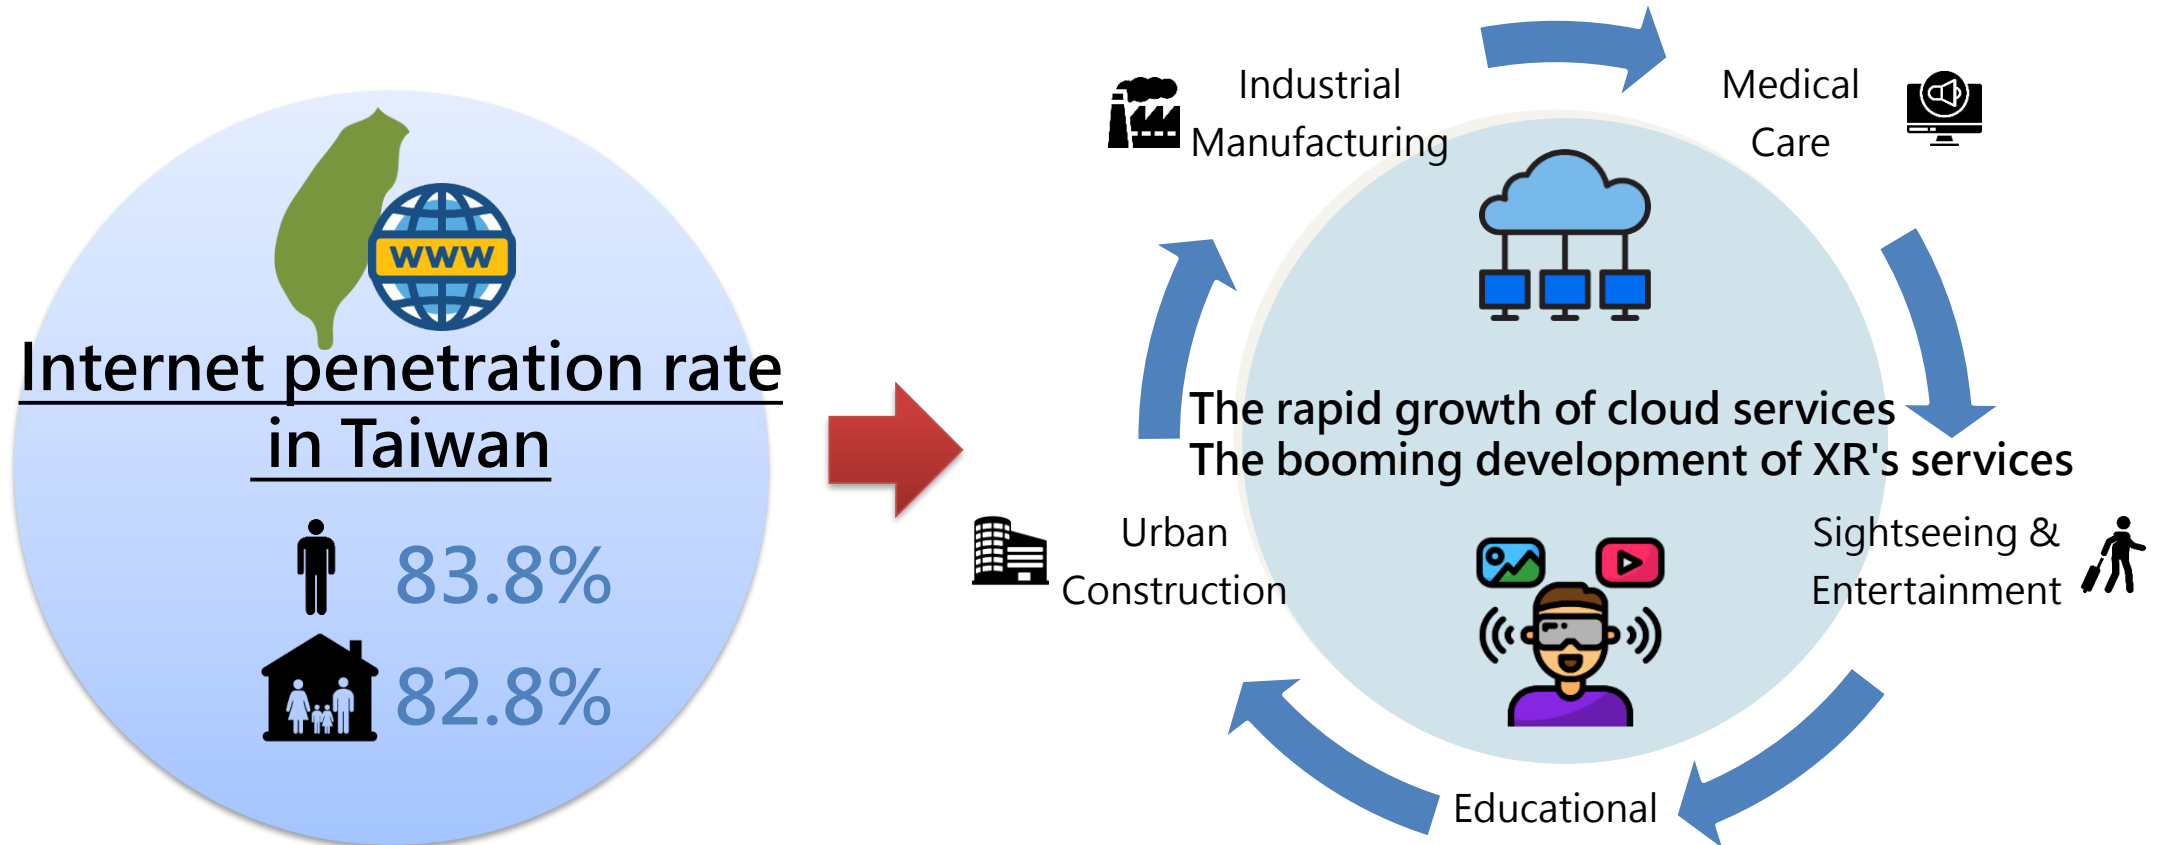 WWW
Internet penetration rate
in Taiwan
83.8%
82.8%
Industrial
Manufacturing
Medical
Care
The rapid growth of cloud services
The booming development of XR's services
Urban
Construction
Sightseeing &
Entertainment
Educational